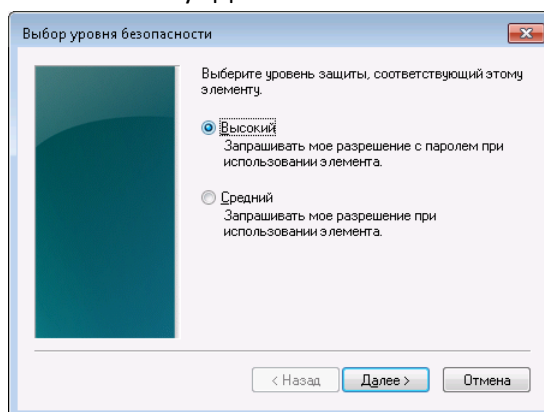 Выбор уровня безопасности
Выберите уровень защиты, соответствующий этому
элементу.
Высокий
Запрашивать мое разрешение с паролем при
использовании элемента.
Средний
Запрашивать мое разрешение при
использовании элемента.
< Назад Далее > Отмена